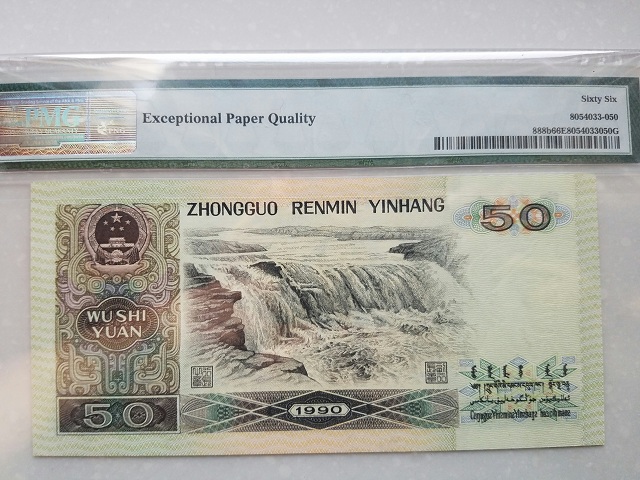 PMG
Exceptional Paper Quality
Sixty Six
8054033-050
888b66E8054033050G
ZHONGGUO RENMIN YINHANG
50
WU SHI
YUAN
50
1990